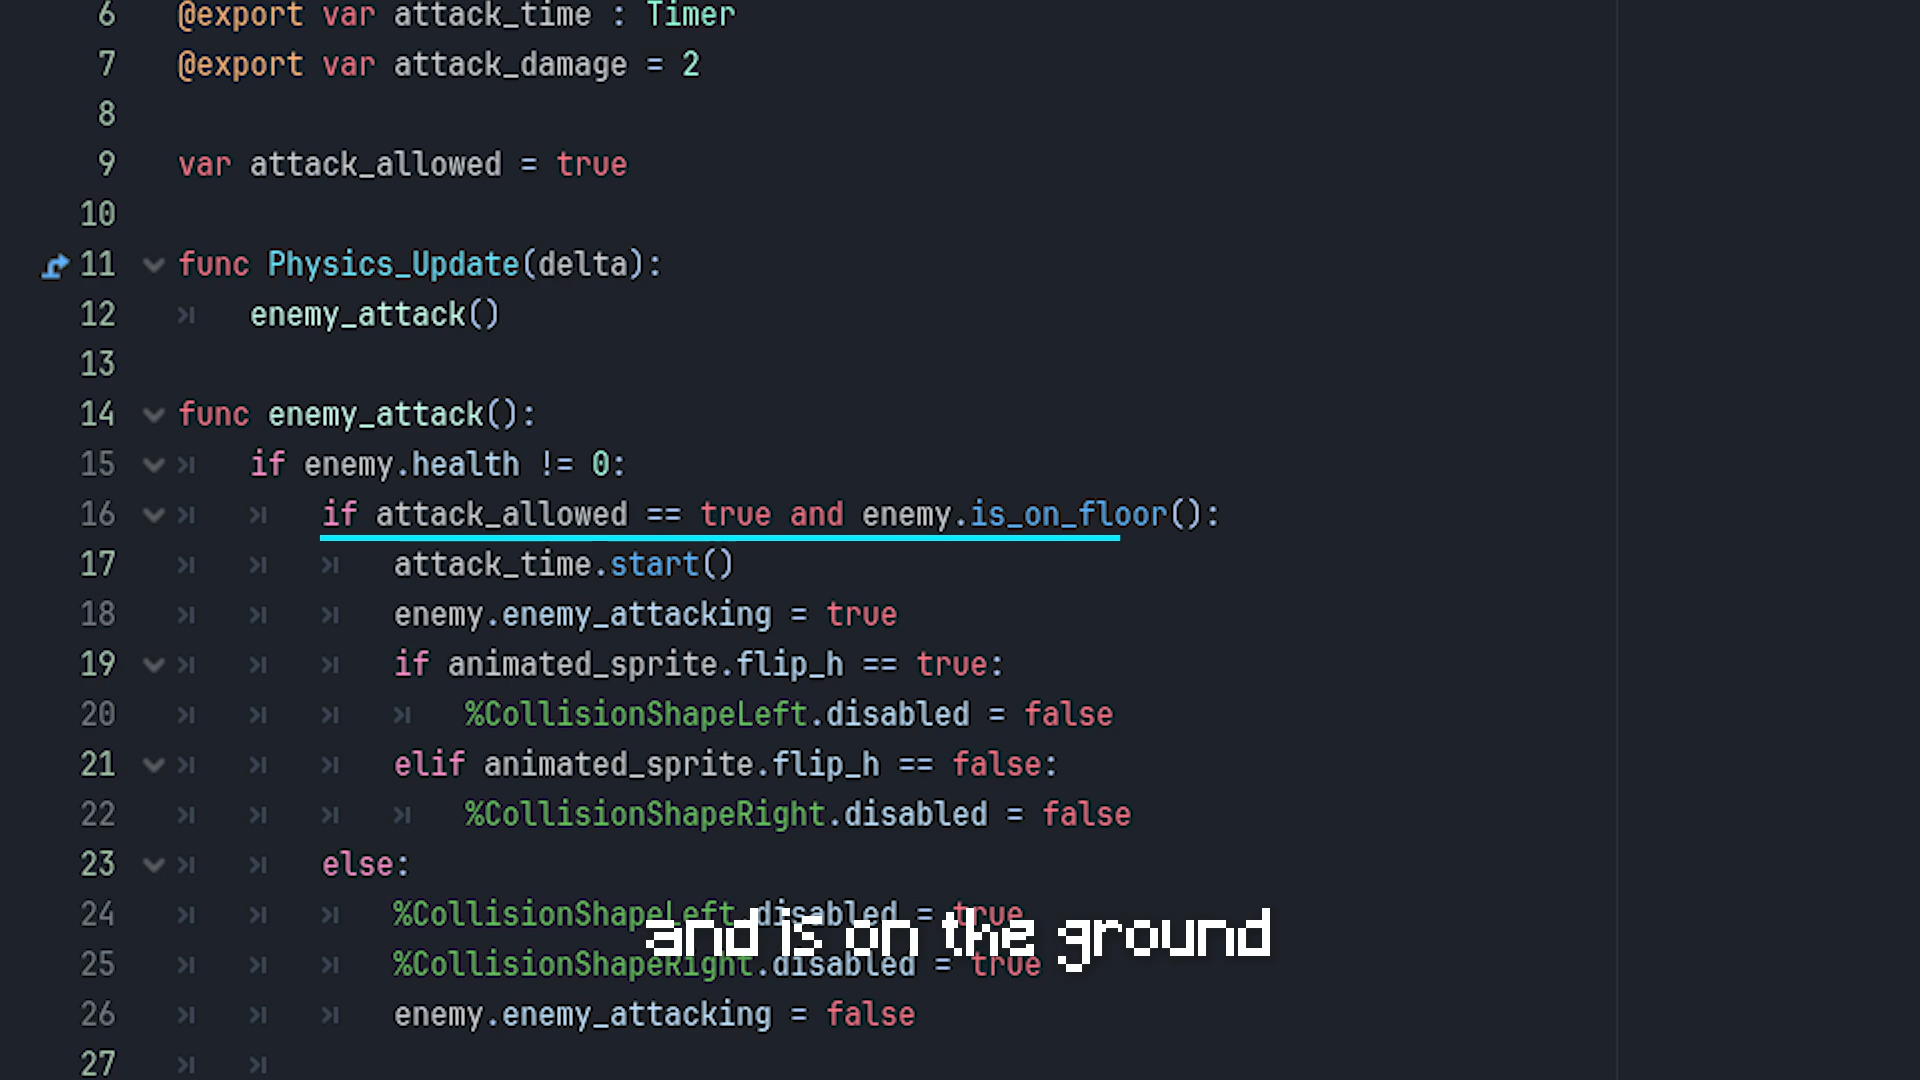 6 @export var attack_time : Timer
7 @export var attack_damage = 2
8
9 var attack_allowed = true
10
11 func Physics_Update(delta):
12 enemy_attack()
13
14 func enemy_attack():
15 if enemy.health != 0:
16 if attack_allowed == true and enemy.is_on_floor():
17 attack_time.start()
18 enemy.enemy_attacking = true
19 if animated_sprite.flip_h == true:
20 %CollisionShapeLeft.disabled = false
21 elif animated_sprite.flip_h == false:
22 %CollisionShapeRight.disabled = false
23 else:
24 %CollisionShapeLeft.disabled = true
and is on the ground
25 %CollisionShapeRight.disabled = true
26 enemy.enemy_attacking = false
27